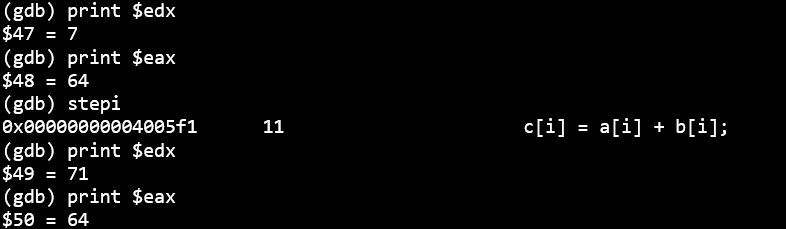 (gdb) print $edx
$47 = 7
(gdb) print $eax
$48 = 64
(gdb) stepi
0x00000000004005f1 11 c[i] = a[i] + b[i];
(gdb) print $edx
$49 = 71
(gdb) print $eax
$50 = 64